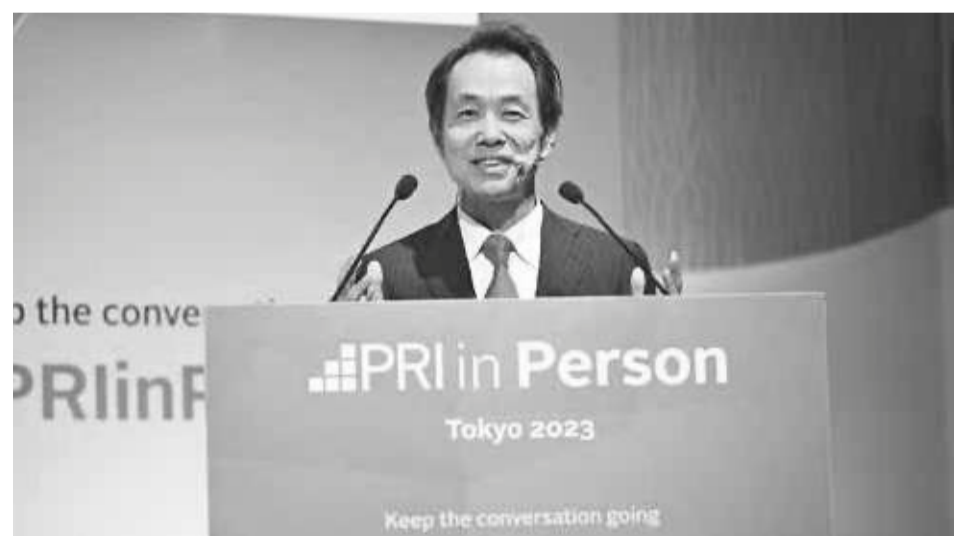 p the conve
PRIinP
PRI in Person
Tokyo 2023
Keep the conversation going